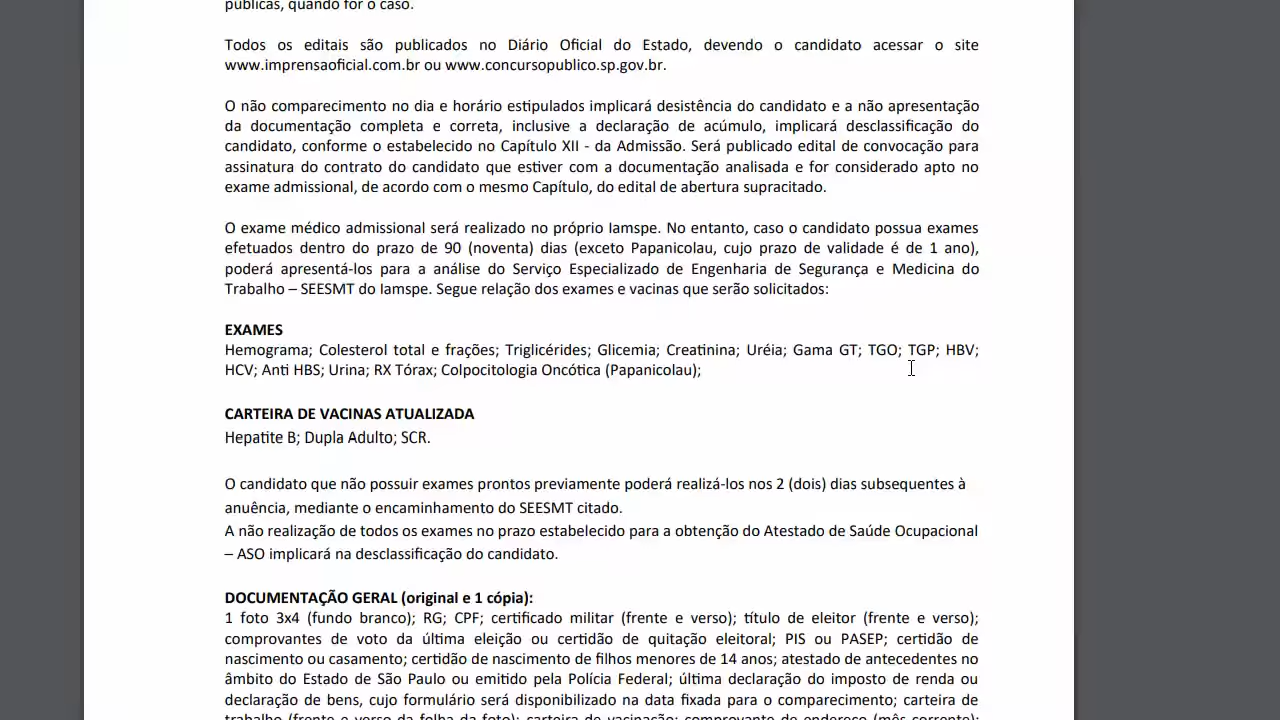 públicas, quando for o caso.
Todos os editais são publicados no Diário Oficial do Estado, devendo o candidato acessar o site
www.imprensaoficial.com.br ou www.concursopublico.sp.gov.br.
O não comparecimento no dia e horário estipulados implicará desistência do candidato e a não apresentação
da documentação completa e correta, inclusive a declaração de acúmulo, implicará desclassificação do
candidato, conforme o estabelecido no Capítulo XII - da Admissão. Será publicado edital de convocação para
assinatura do contrato do candidato que estiver com a documentação analisada e for considerado apto no
exame admissional, de acordo com o mesmo Capítulo, do edital de abertura supracitado.
O exame médico admissional será realizado no próprio Iamspe. No entanto, caso o candidato possua exames
efetuados dentro do prazo de 90 (noventa) dias (exceto Papanicolau, cujo prazo de validade é de 1 ano),
poderá apresentá-los para a análise do Serviço Especializado de Engenharia de Segurança e Medicina do
Trabalho – SEESMT do Iamspe. Segue relação dos exames e vacinas que serão solicitados:
EXAMES
Hemograma; Colesterol total e frações; Triglicérides; Glicemia; Creatinina; Uréia; Gama GT; TGO; TGP; HBV;
HCV; Anti HBS; Urina; RX Tórax; Colpocitologia Oncótica (Papanicolau);
CARTEIRA DE VACINAS ATUALIZADA
Hepatite B; Dupla Adulto; SCR.
O candidato que não possuir exames prontos previamente poderá realizá-los nos 2 (dois) dias subsequentes à
anuência, mediante o encaminhamento do SEESMT citado.
A não realização de todos os exames no prazo estabelecido para a obtenção do Atestado de Saúde Ocupacional
– ASO implicará na desclassificação do candidato.
DOCUMENTAÇÃO GERAL (original e 1 cópia):
1 foto 3x4 (fundo branco); RG; CPF; certificado militar (frente e verso); título de eleitor (frente e verso);
comprovantes de voto da última eleição ou certidão de quitação eleitoral; PIS ou PASEP; certidão de
nascimento ou casamento; certidão de nascimento de filhos menores de 14 anos; atestado de antecedentes no
âmbito do Estado de São Paulo ou emitido pela Polícia Federal; última declaração do imposto de renda ou
declaração de bens, cujo formulário será disponibilizado na data fixada para o comparecimento; carteira de
trabalho (frente e verso da folha da foto); carteira de vacinação; comprovante de endereço (mês corrente);